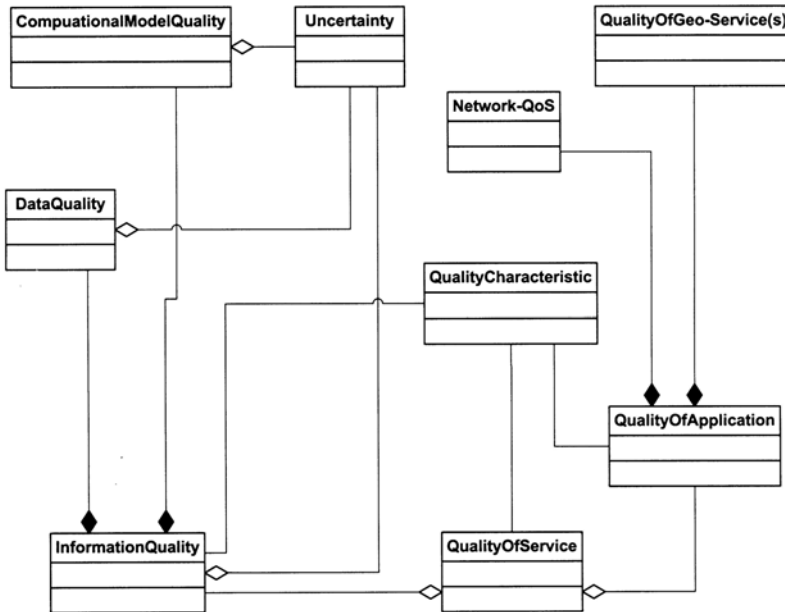 CompuationalModelQuality
Uncertainty
QualityOfGeo-Service(s)
Network-QoS
DataQuality
QualityCharacteristic
QualityOfApplication
InformationQuality
QualityOfService